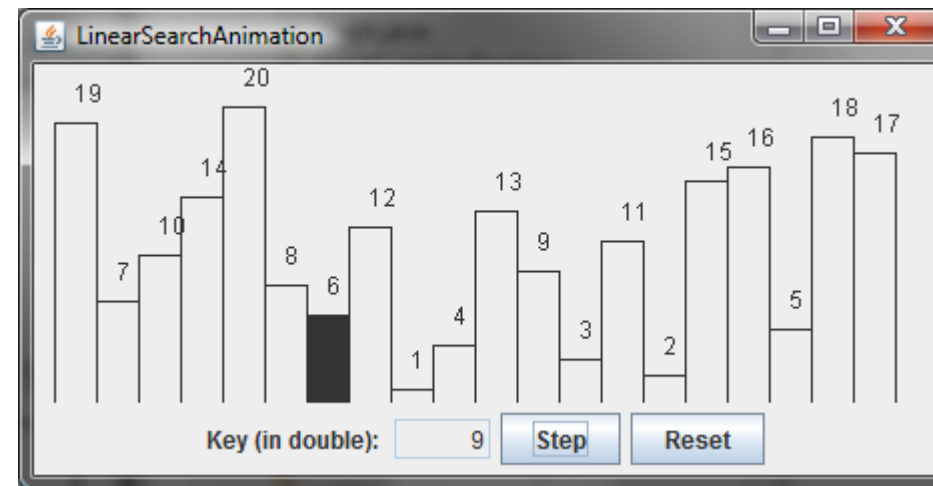 LinearSearchAnimation
19 7 10 14 20 8 6 12 1 4 13 9 3 11 2 15 16 5 18 17
Key (in double): 9 Step Reset